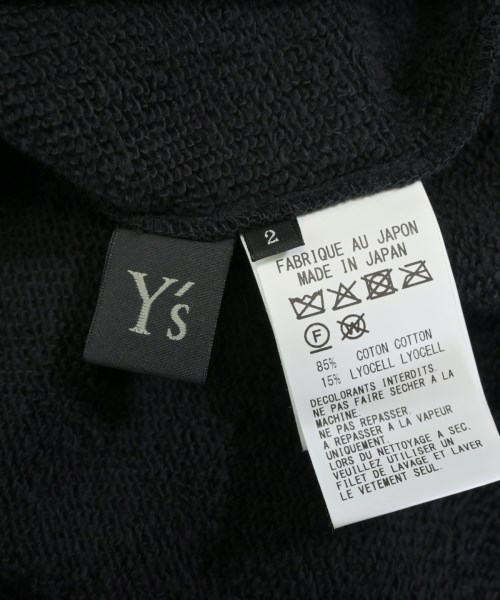 Y's
2
FABRIQUE AU JAPON
MADE IN JAPAN
F
W
85% COTON COTTON
15% LYOCELL LYOCELL
DECOLORANTS INTERDITS.
NE PAS FAIRE SECHER À LA
MACHINE.
NE PAS REPASSER.
A REPASSER À LA VAPEUR
UNIQUEMENT.
LORS DU NETTOYAGE A SEC,
VEUILLEZ UTILISER UN
FILET DE LAVAGE ET LAVER
LE VETEMENT SEUL.